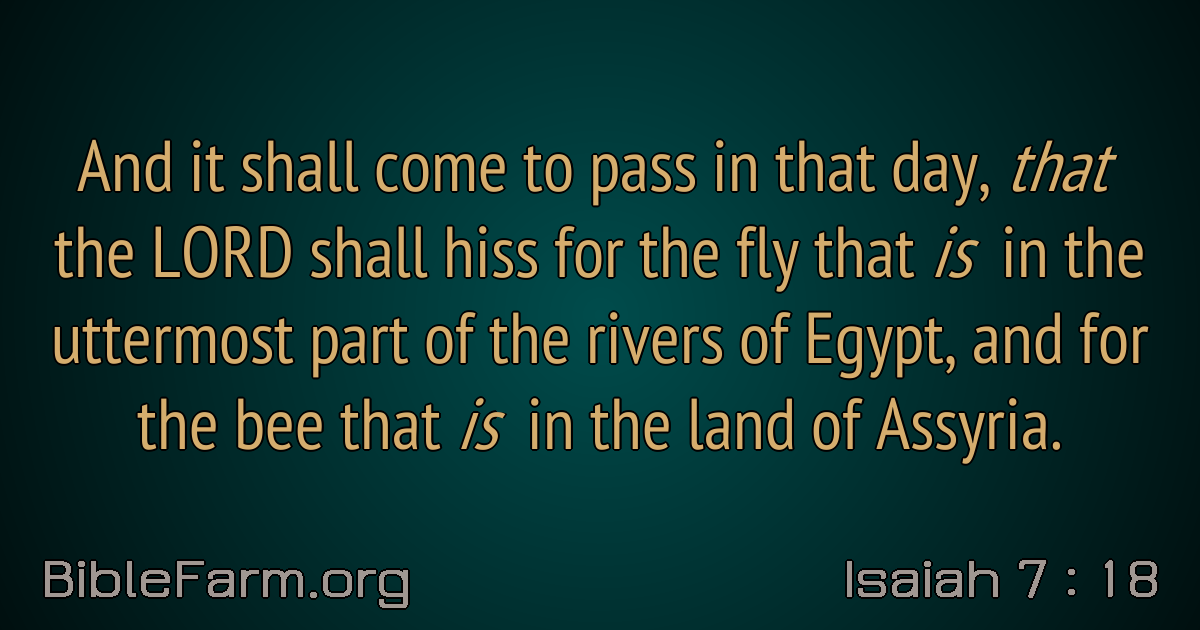 And it shall come to pass in that day, that
the LORD shall hiss for the fly that is in the
uttermost part of the rivers of Egypt, and for
the bee that is in the land of Assyria.
BibleFarm.org
Isaiah 7 : 18